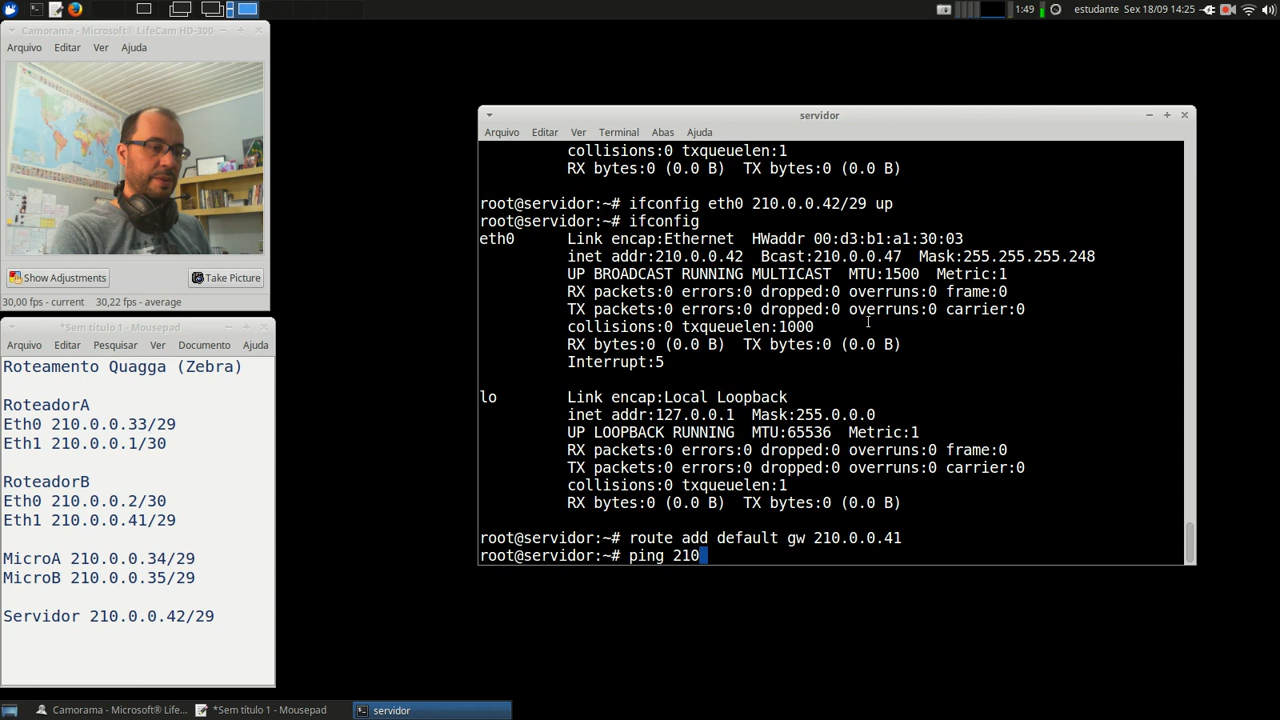 1:49
estudante Sex 18/09 14:25
Camorama - Microsoft® LifeCam HD-300
Arquivo Editar Ver Ajuda
Show Adjustments
Take Picture
30,00 fps - current 30,22 fps - average
*Sem título 1 - Mousepad
Arquivo Editar Pesquisar Ver Documento Ajuda
Roteamento Quagga (Zebra)
RoteadorA
Eth0 210.0.0.33/29
Eth1 210.0.0.1/30
RoteadorB
Eth0 210.0.0.2/30
Eth1 210.0.0.41/29
MicroA 210.0.0.34/29
MicroB 210.0.0.35/29
Servidor 210.0.0.42/29
servidor
Arquivo Editar Ver Terminal Abas Ajuda
collisions:0 txqueuelen:1
RX bytes:0 (0.0 B) TX bytes:0 (0.0 B)
root@servidor:~# ifconfig eth0 210.0.0.42/29 up
root@servidor:~# ifconfig
eth0 Link encap:Ethernet HWaddr 00:d3:b1:a1:30:03
inet addr:210.0.0.42 Bcast:210.0.0.47 Mask:255.255.255.248
UP BROADCAST RUNNING MULTICAST MTU:1500 Metric:1
RX packets:0 errors:0 dropped:0 overruns:0 frame:0
TX packets:0 errors:0 dropped:0 overruns:0 carrier:0
collisions:0 txqueuelen:1000
RX bytes:0 (0.0 B) TX bytes:0 (0.0 B)
Interrupt:5
lo Link encap:Local Loopback
inet addr:127.0.0.1 Mask:255.0.0.0
UP LOOPBACK RUNNING MTU:65536 Metric:1
RX packets:0 errors:0 dropped:0 overruns:0 frame:0
TX packets:0 errors:0 dropped:0 overruns:0 carrier:0
collisions:0 txqueuelen:1
RX bytes:0 (0.0 B) TX bytes:0 (0.0 B)
root@servidor:~# route add default gw 210.0.0.41
root@servidor:~# ping 210
Camorama - Microsoft® LifeC...
*Sem título 1 - Mousepad
servidor